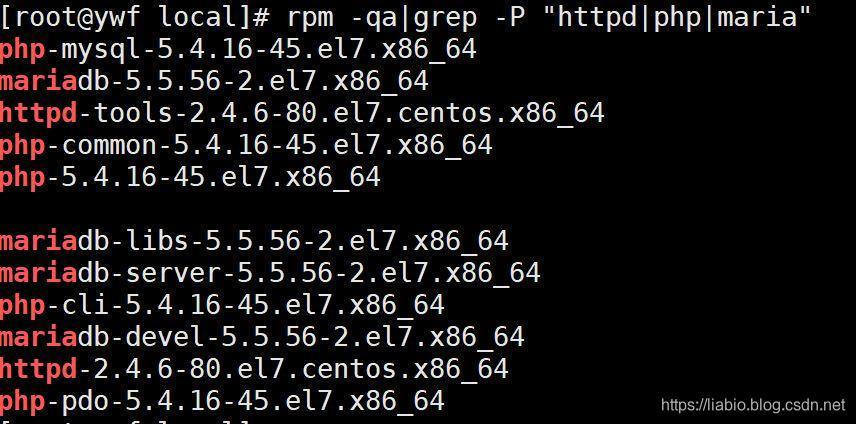 [root@ywf local]# rpm -qa|grep -P "httpd|php|maria"
php-mysql-5.4.16-45.el7.x86_64
mariadb-5.5.56-2.el7.x86_64
httpd-tools-2.4.6-80.el7.centos.x86_64
php-common-5.4.16-45.el7.x86_64
php-5.4.16-45.el7.x86_64
mariadb-libs-5.5.56-2.el7.x86_64
mariadb-server-5.5.56-2.el7.x86_64
php-cli-5.4.16-45.el7.x86_64
mariadb-devel-5.5.56-2.el7.x86_64
httpd-2.4.6-80.el7.centos.x86_64
php-pdo-5.4.16-45.el7.x86_64
https://liabio.blog.csdn.net